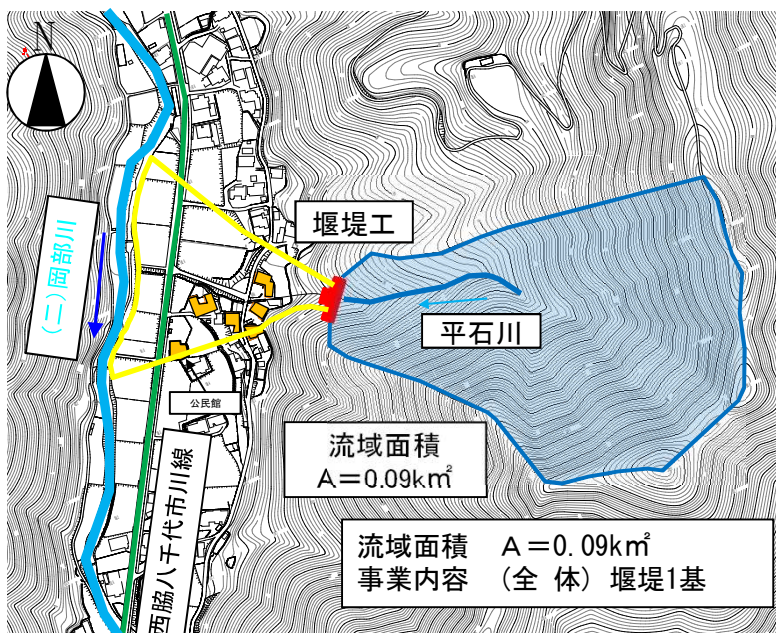 N
堰堤工
(二)岡部川
平石川
公民館
流域面積
A=0.09k㎡
西脇八千代市川線
流域面積 A=0.09k㎡
事業内容 (全 体) 堰堤1基